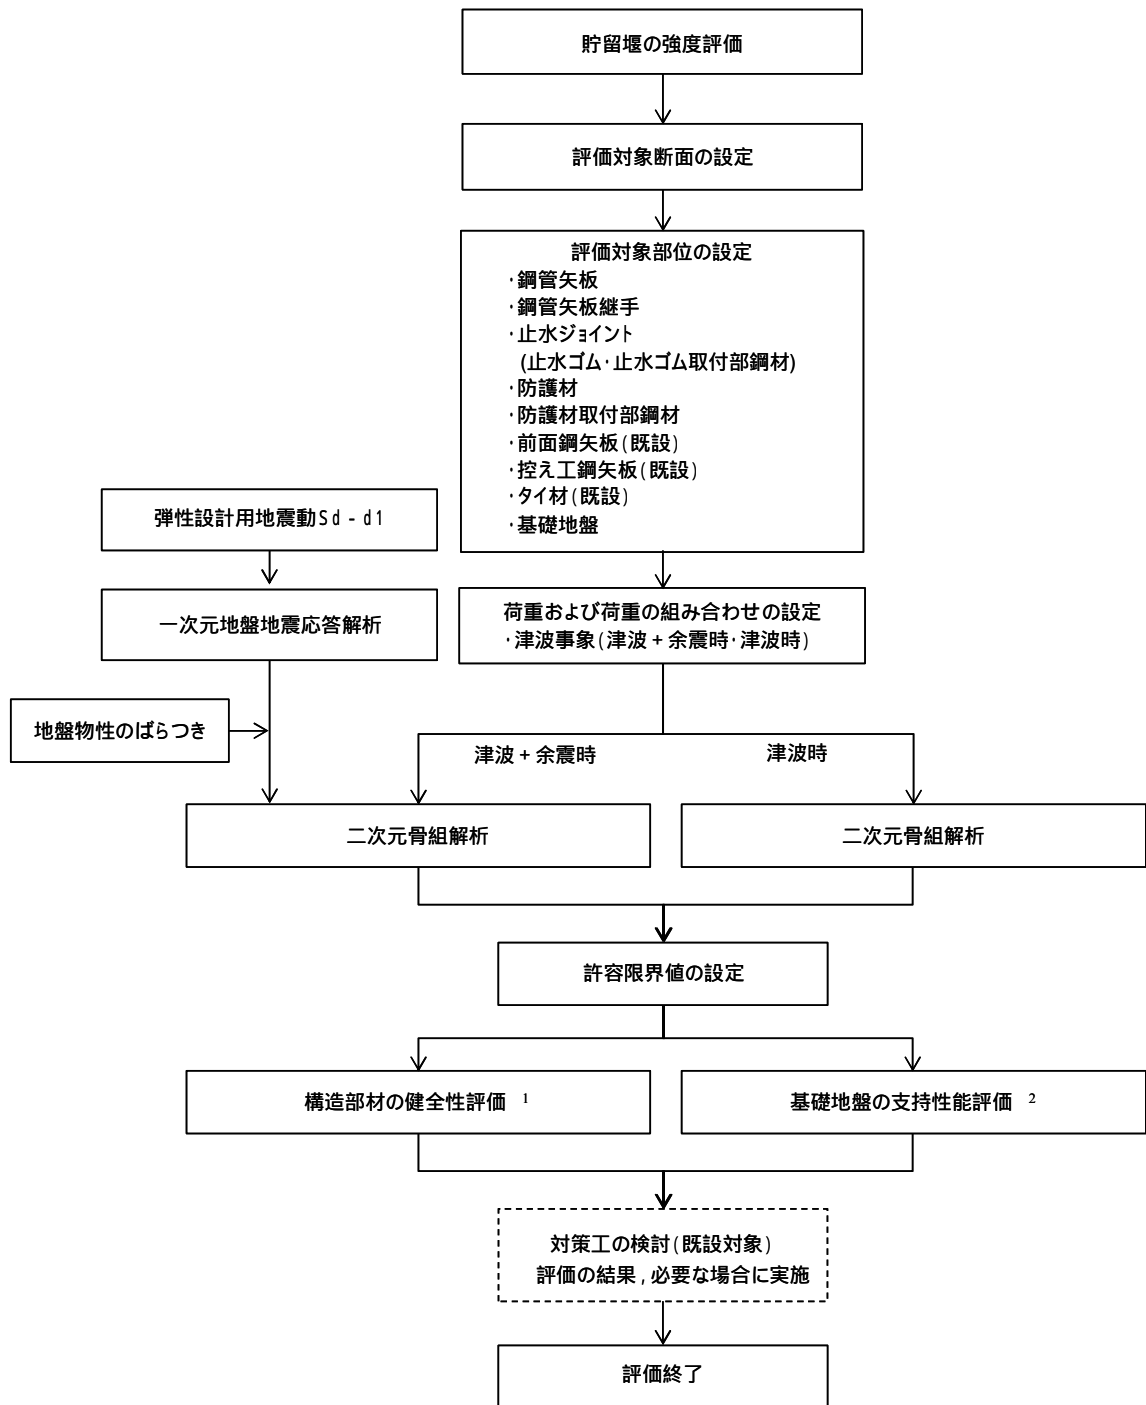 貯留堰の強度評価
評価対象断面の設定
評価対象部位の設定
・鋼管矢板
・鋼管矢板継手
・止水ジョイント
(止水ゴム・止水ゴム取付部鋼材)
・防護材
・防護材取付部鋼材
・前面鋼矢板(既設)
・控え工鋼矢板(既設)
・タイ材(既設)
・基礎地盤
弾性設計用地震動Sd-d1
一次元地盤地震応答解析
地盤物性のばらつき
荷重および荷重の組み合わせの設定
・津波事象(津波+余震時・津波時)
津波+余震時
津波時
二次元骨組解析
二次元骨組解析
許容限界値の設定
構造部材の健全性評価 1
基礎地盤の支持性能評価 2
対策工の検討(既設対象)
評価の結果,必要な場合に実施
評価終了